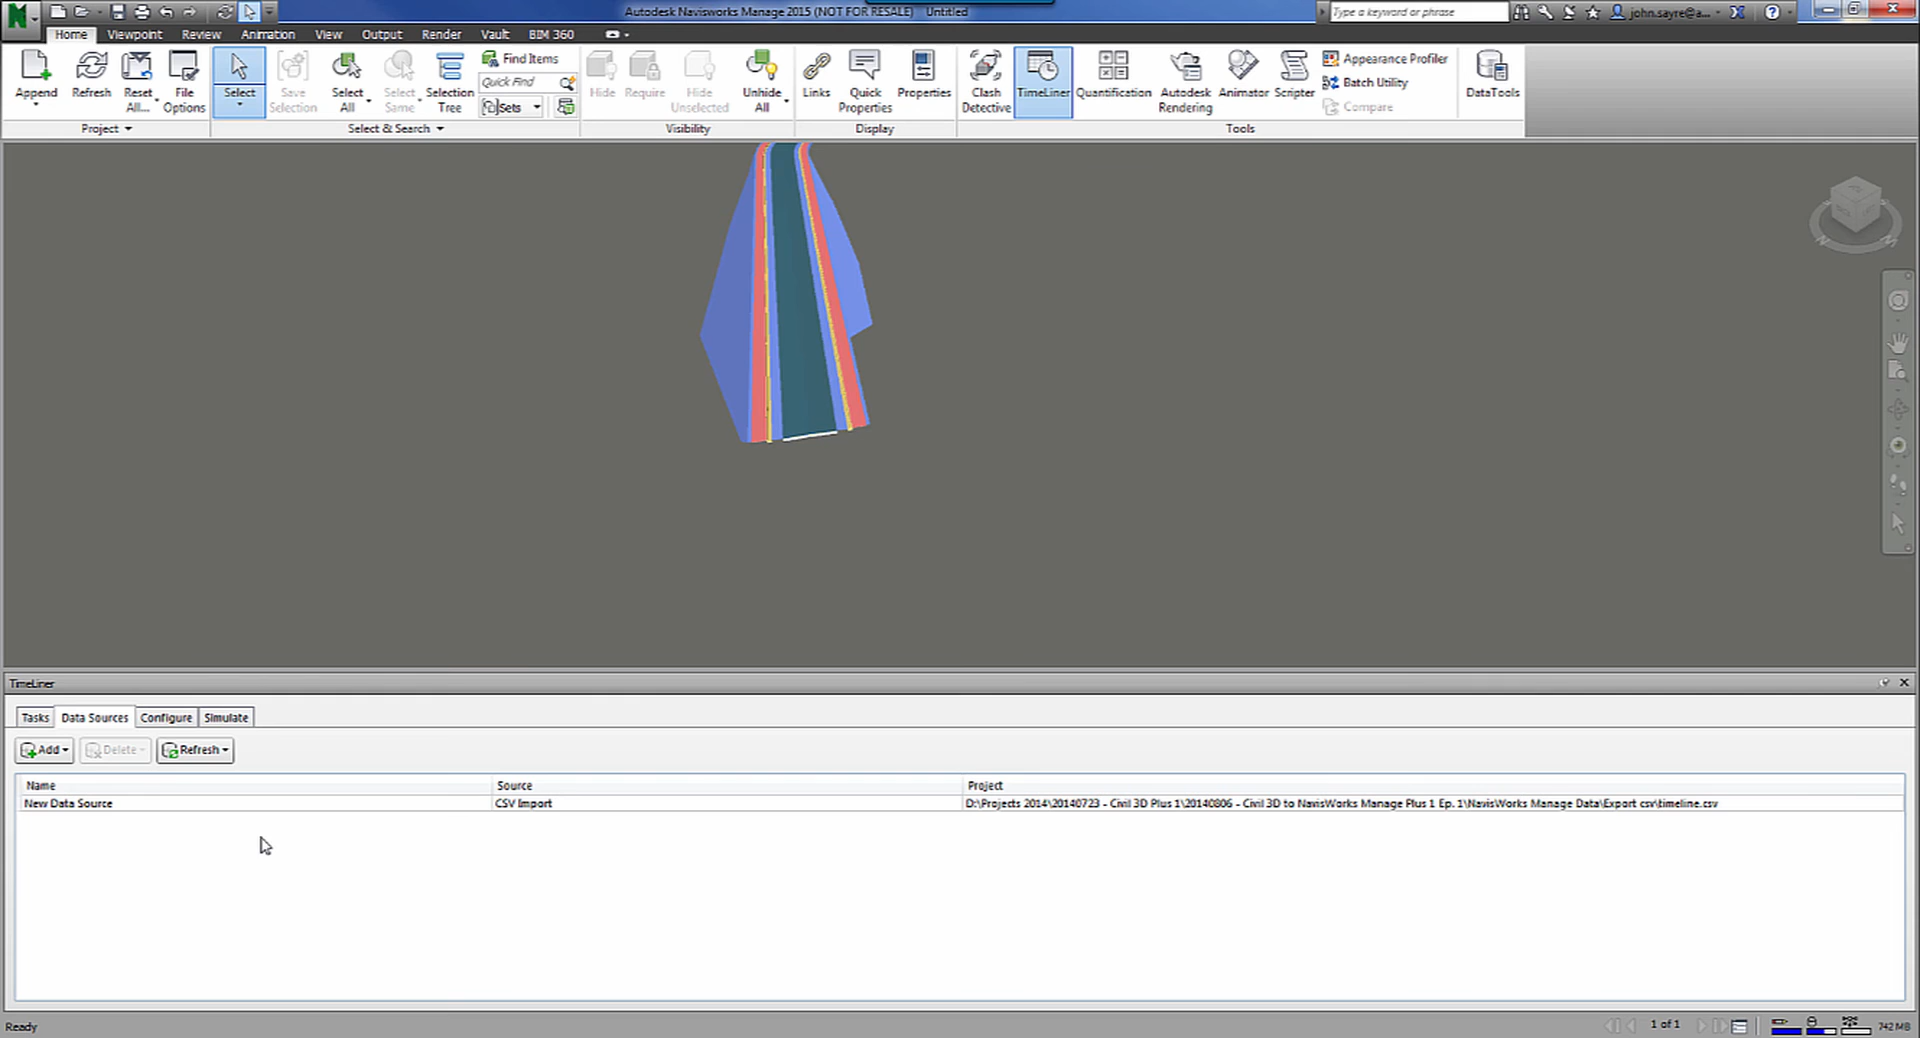 Autodesk Navisworks Manage 2015 (NOT FOR RESALE) Untitled
Type a keyword or phrase
john.sayre@a...
Home Viewpoint Review Animation View Output Render Vault BIM 360
Append
Refresh
Reset
All...
File
Options
Select
Save
Selection
Select
All
Select
Same
Selection
Tree
Find Items
Quick Find
Sets
Hide
Require
Hide
Unselected
Unhide
All
Links
Quick
Properties
Properties
Clash
Detective
TimeLiner
Quantification
Autodesk
Rendering
Animator
Scripter
Appearance Profiler
Batch Utility
Compare
DataTools
Project
Select & Search
Visibility
Display
Tools
TimeLiner
Tasks Data Sources Configure Simulate
Add Delete Refresh
Name Source Project
New Data Source CSV Import D:\Projects 2014\20140723 - Civil 3D Plus 1\20140806 - Civil 3D to NavisWorks Manage Plus 1 Ep. 1\NavisWorks Manage Data\Export csv\timeline.csv
Ready
1 of 1
742 MB